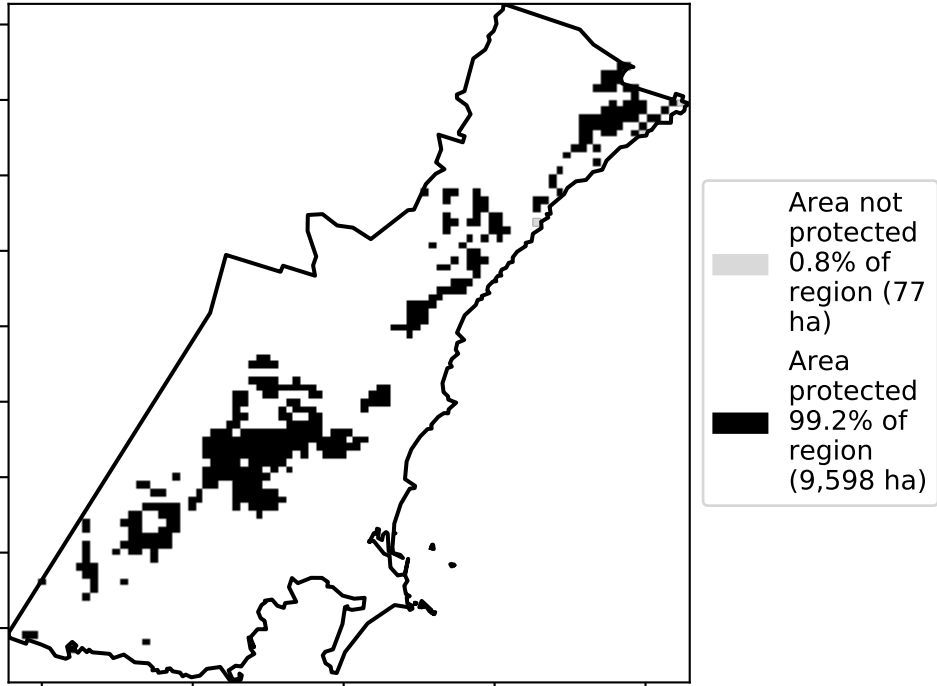 Area not
protected
0.8% of
region (77
ha)
Area
protected
99.2% of
region
(9,598 ha)